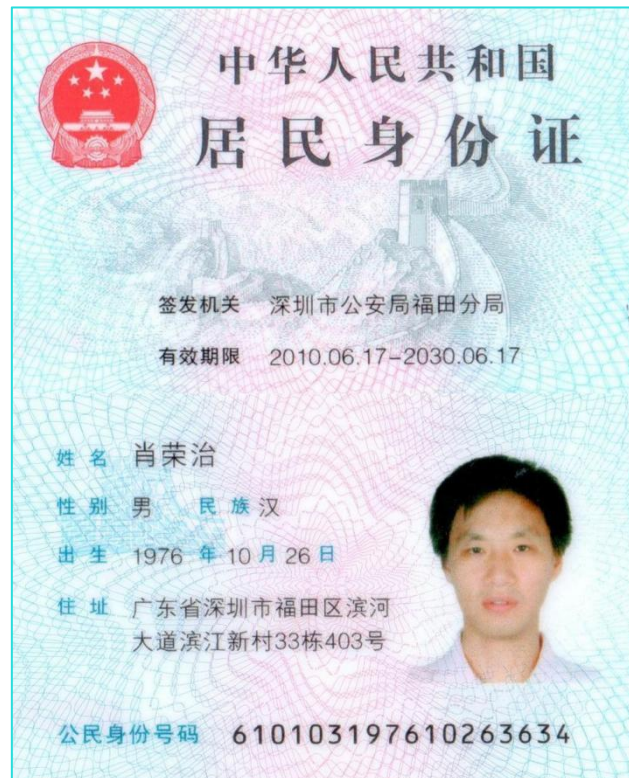 中华人民共和国
居民身份证
签发机关 深圳市公安局福田分局
有效期限 2010.06.17-2030.06.17
姓名 肖荣治
性别 男 民族 汉
出生 1976 年 10 月 26 日
住址 广东省深圳市福田区滨河
大道滨江新村33栋403号
公民身份号码 610103197610263634